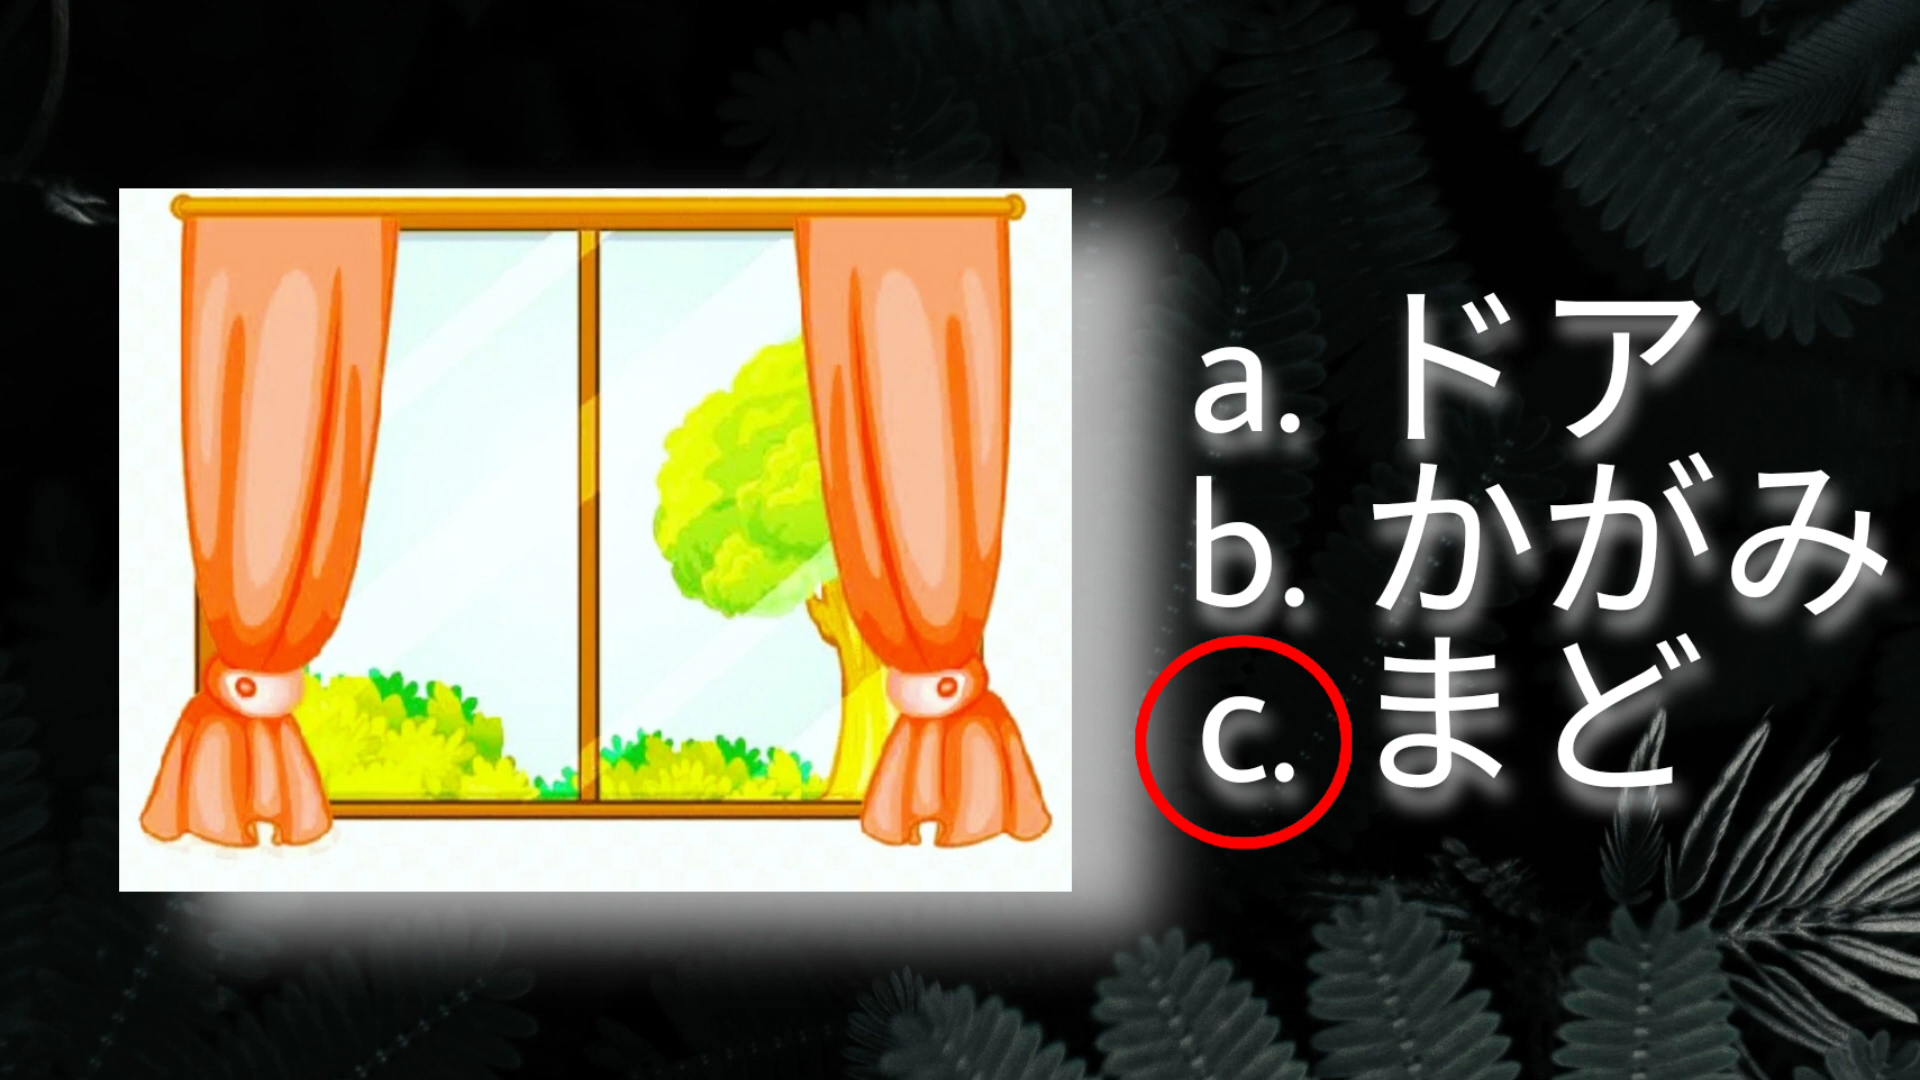 a. ドア
b. かがみ
c. まど